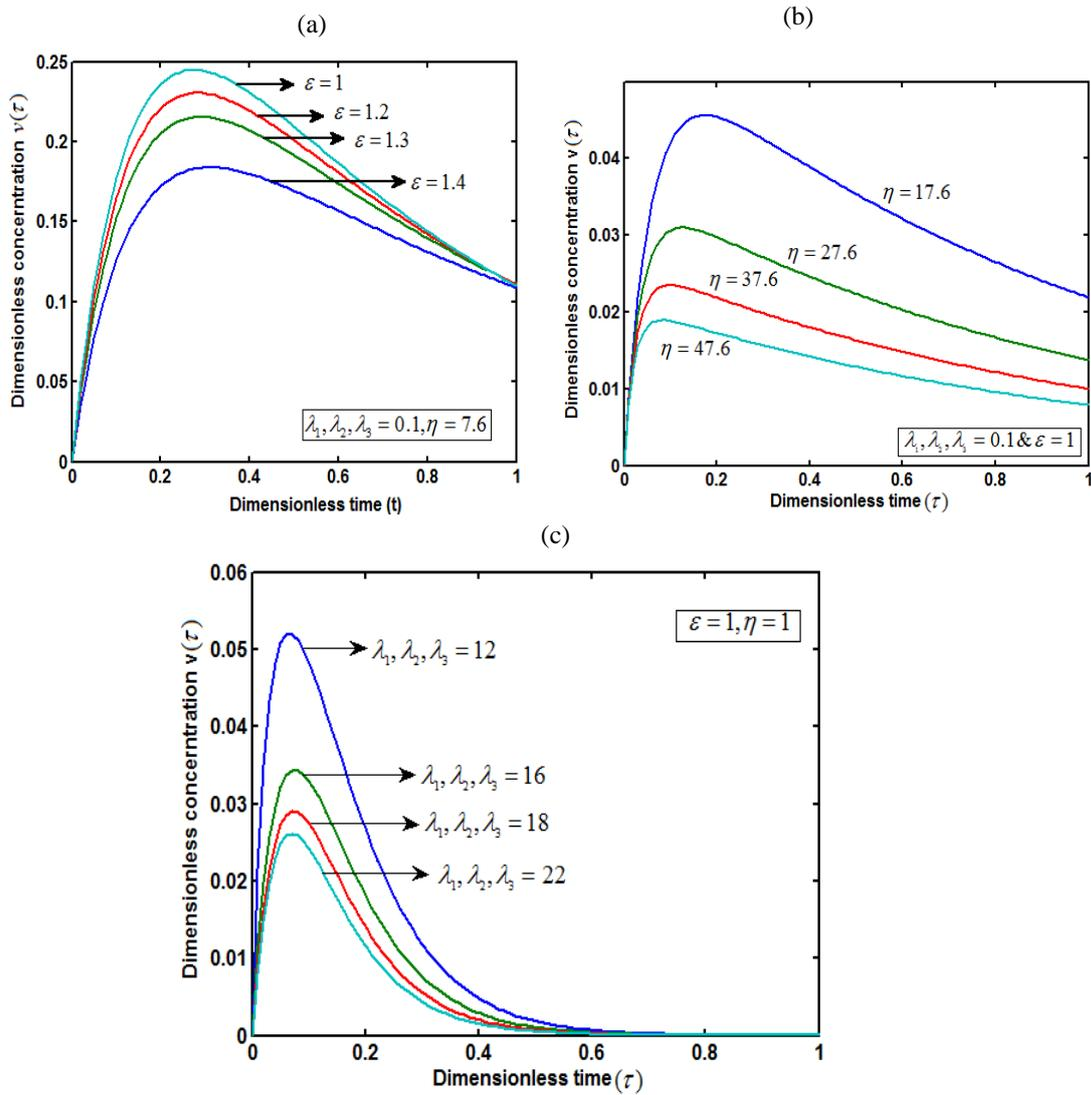 (a)
Dimensionless concerntration v(τ)
0.25
0.2
0.15
0.1
0.05
0
ε = 1
ε = 1.2
ε = 1.3
ε = 1.4
λ₁, λ₂, λ₃ = 0.1, η = 7.6
0 0.2 0.4 0.6 0.8 1
Dimensionless time (t)
(b)
Dimensionless concerntration v(τ)
0.04
0.03
0.02
0.01
0
η = 17.6
η = 27.6
η = 37.6
η = 47.6
λ₁, λ₂, λ₃ = 0.1 & ε = 1
0 0.2 0.4 0.6 0.8 1
Dimensionless time (τ)
(c)
Dimensionless concerntration v(τ)
0.06
0.05
0.04
0.03
0.02
0.01
0
ε = 1, η = 1
λ₁, λ₂, λ₃ = 12
λ₁, λ₂, λ₃ = 16
λ₁, λ₂, λ₃ = 18
λ₁, λ₂, λ₃ = 22
0 0.2 0.4 0.6 0.8 1
Dimensionless time (τ)